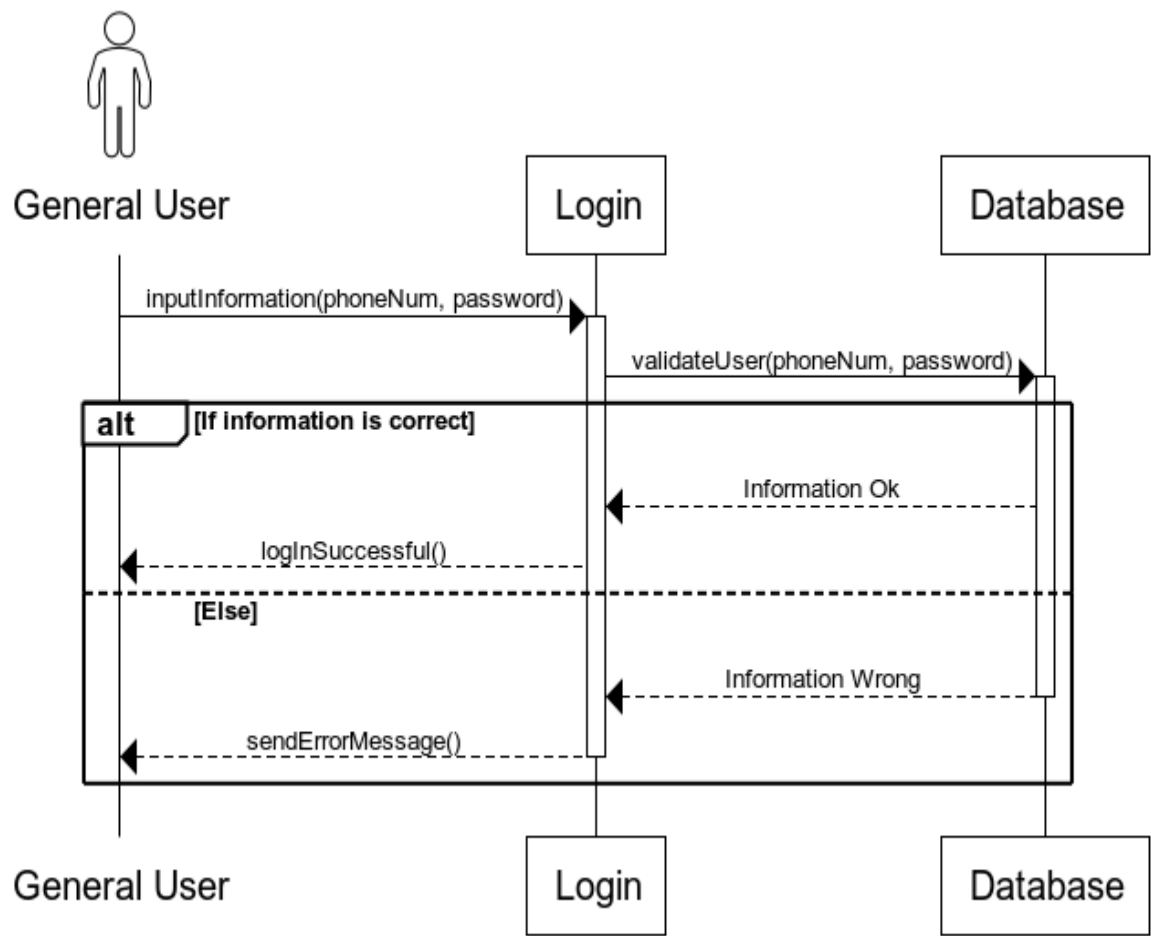 General User
Login
Database
inputInformation(phoneNum, password)
validateUser(phoneNum, password)
alt
[If information is correct]
Information Ok
logInSuccessful()
[Else]
Information Wrong
sendErrorMessage()
General User
Login
Database